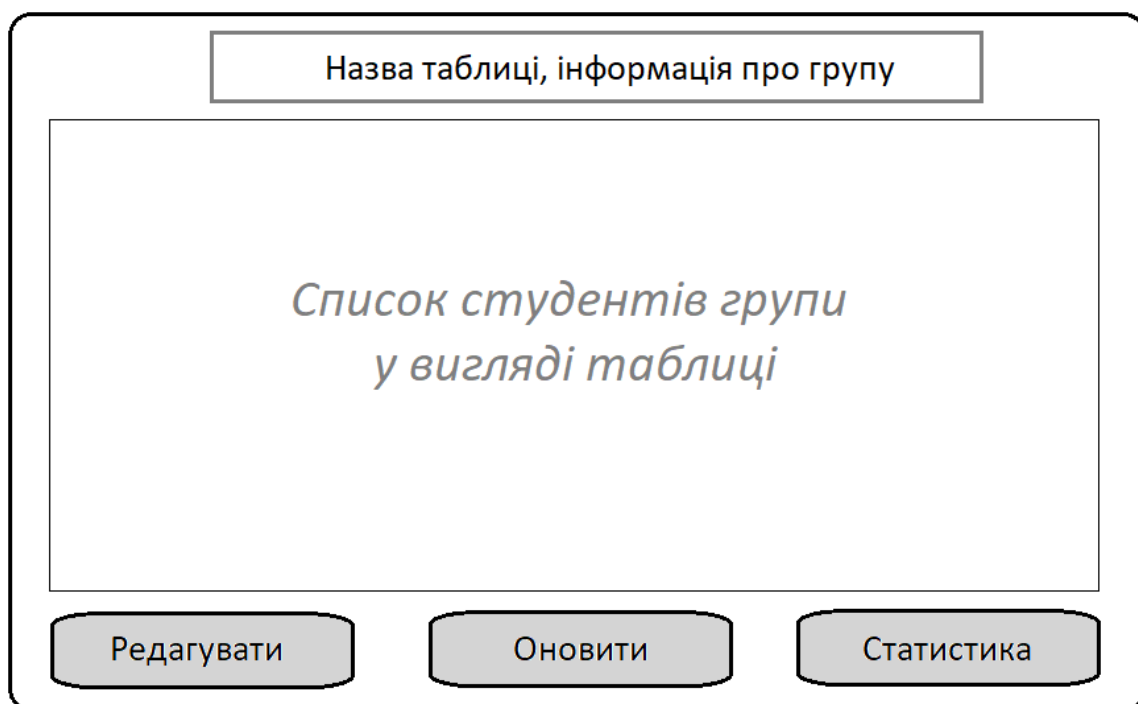 Назва таблиці, інформація про групу
Список студентів групи
у вигляді таблиці
Редагувати
Оновити
Статистика